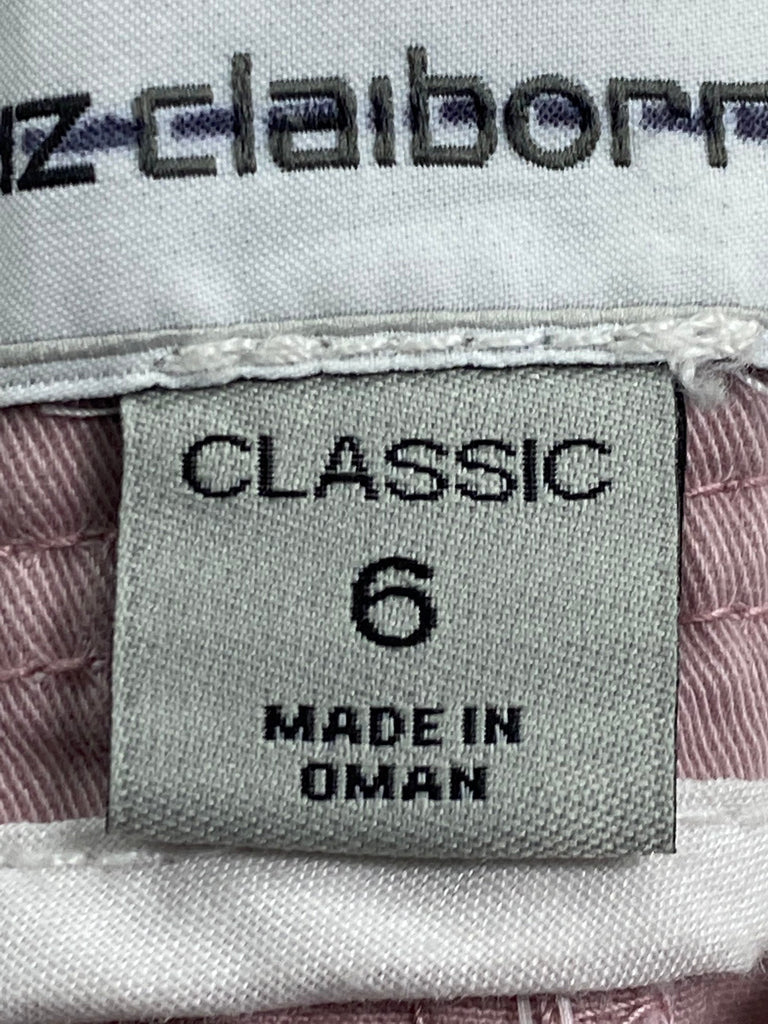 iz claiborn
CLASSIC
6
MADE IN
OMAN